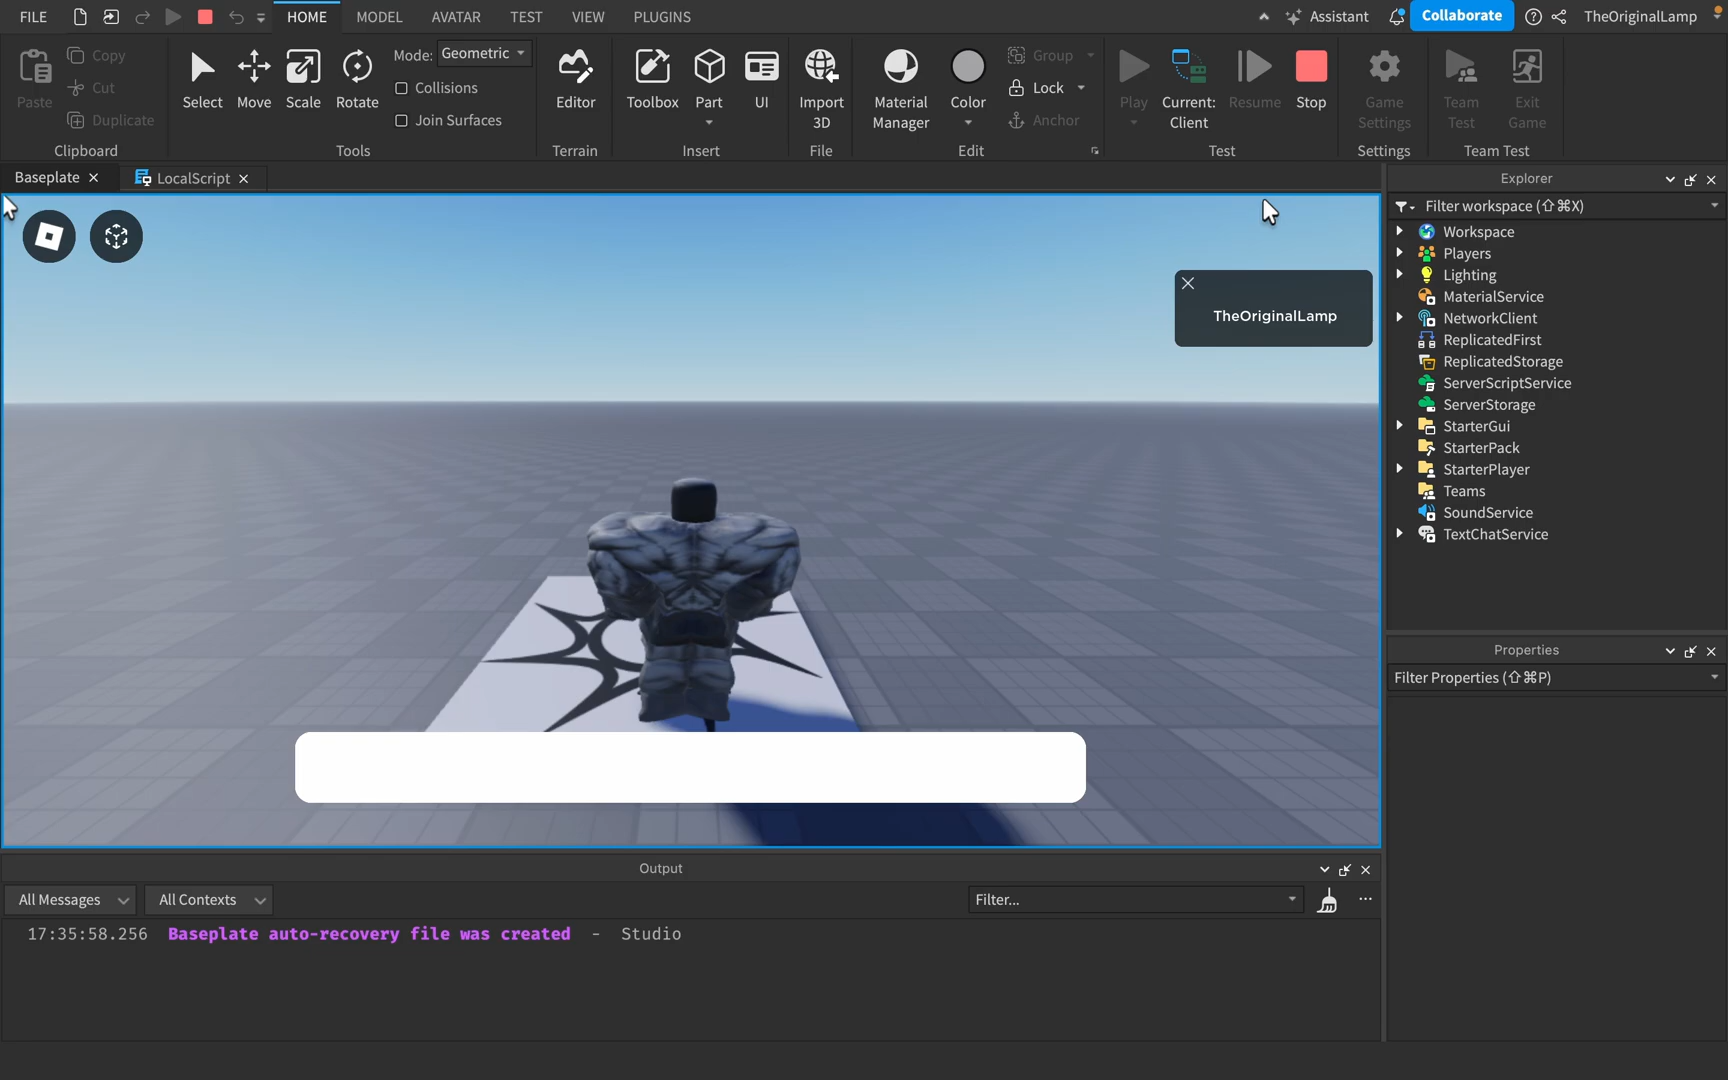 FILE HOME MODEL AVATAR TEST VIEW PLUGINS Assistant Collaborate TheOriginalLamp
Paste Copy Cut Duplicate
Clipboard
Select Move Scale Rotate
Mode: Geometric
Collisions
Join Surfaces
Tools
Editor
Terrain
Toolbox Part UI
Insert
Import 3D
File
Material Manager Color
Group
Lock
Anchor
Edit
Play Current: Client Resume Stop
Test
Game Settings
Settings
Team Test Exit Game
Team Test
Baseplate LocalScript
TheOriginalLamp
Explorer
Filter workspace (⇧⌘X)
Workspace
Players
Lighting
MaterialService
NetworkClient
ReplicatedFirst
ReplicatedStorage
ServerScriptService
ServerStorage
StarterGui
StarterPack
StarterPlayer
Teams
SoundService
TextChatService
Properties
Filter Properties (⇧⌘P)
Output
All Messages All Contexts Filter...
17:35:58.256 Baseplate auto-recovery file was created - Studio